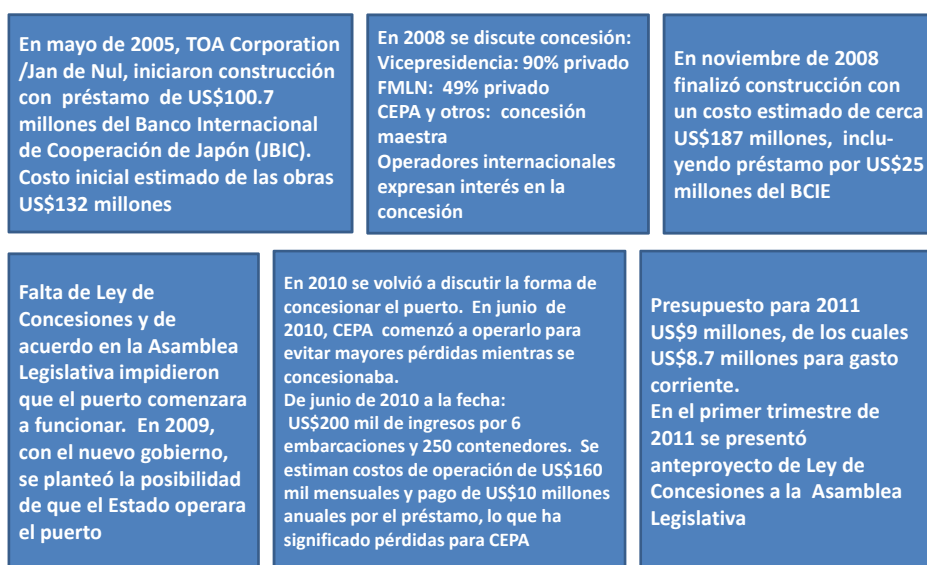 En mayo de 2005, TOA Corporation
/Jan de Nul, iniciaron construcción
con préstamo de US$100.7
millones del Banco Internacional
de Cooperación de Japón (JBIC).
Costo inicial estimado de las obras
US$132 millones
En 2008 se discute concesión:
Vicepresidencia: 90% privado
FMLN: 49% privado
CEPA y otros: concesión
maestra
Operadores internacionales
expresan interés en la
concesión
En noviembre de 2008
finalizó construcción con
un costo estimado de cerca
US$187 millones, inclu-
yendo préstamo por US$25
millones del BCIE
Falta de Ley de
Concesiones y de
acuerdo en la Asamblea
Legislativa impidieron
que el puerto comenzara
a funcionar. En 2009,
con el nuevo gobierno,
se planteó la posibilidad
de que el Estado operara
el puerto
En 2010 se volvió a discutir la forma de
concesionar el puerto. En junio de
2010, CEPA comenzó a operarlo para
evitar mayores pérdidas mientras se
concesionaba.
De junio de 2010 a la fecha:
US$200 mil de ingresos por 6
embarcaciones y 250 contenedores. Se
estiman costos de operación de US$160
mil mensuales y pago de US$10 millones
anuales por el préstamo, lo que ha
significado pérdidas para CEPA
Presupuesto para 2011
US$9 millones, de los cuales
US$8.7 millones para gasto
corriente.
En el primer trimestre de
2011 se presentó
anteproyecto de Ley de
Concesiones a la Asamblea
Legislativa